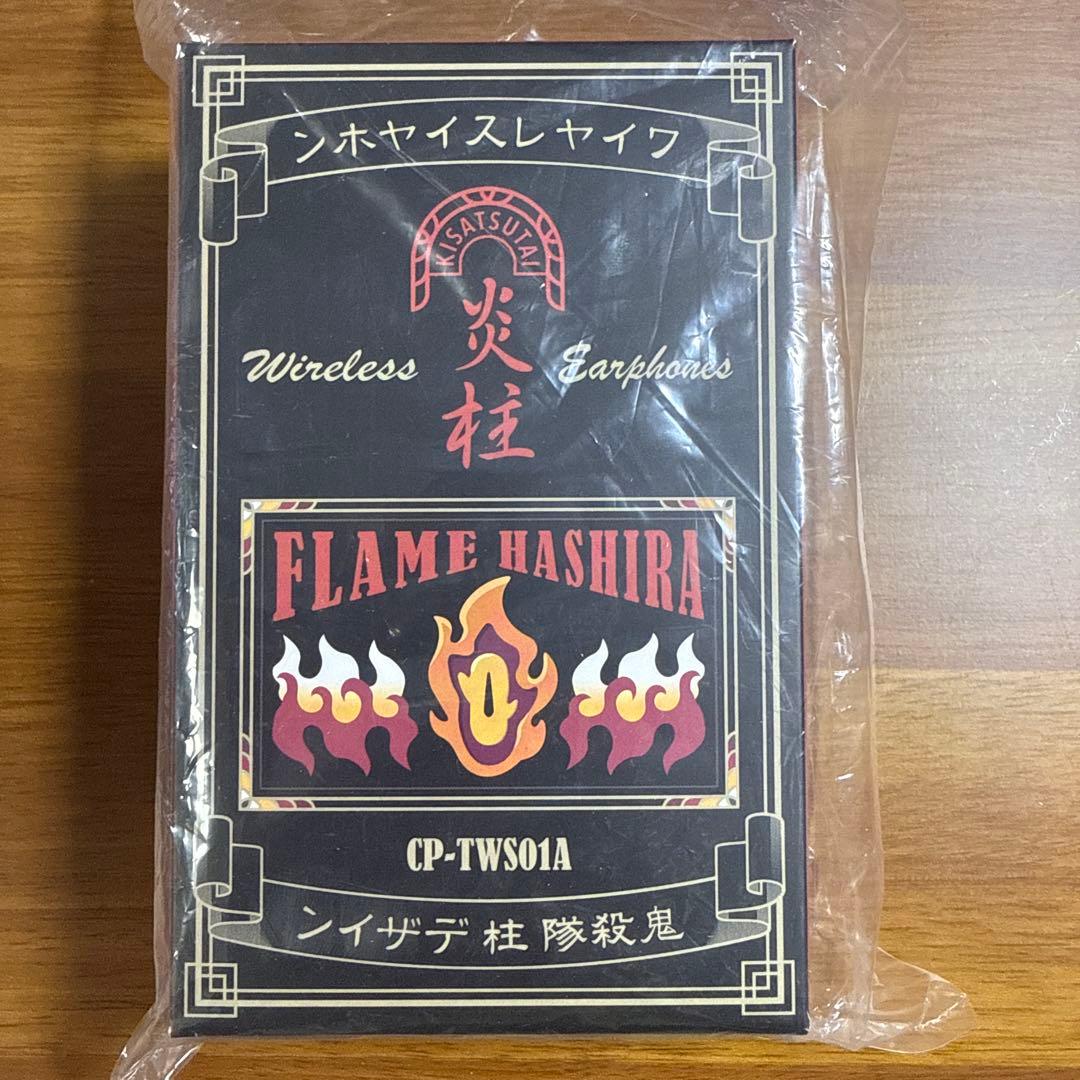 ワイヤレスイヤホン
KISATSUTAI
炎柱
Wireless Earphones
FLAME HASHIRA
CP-TWS01A
鬼殺隊 柱 デザイン